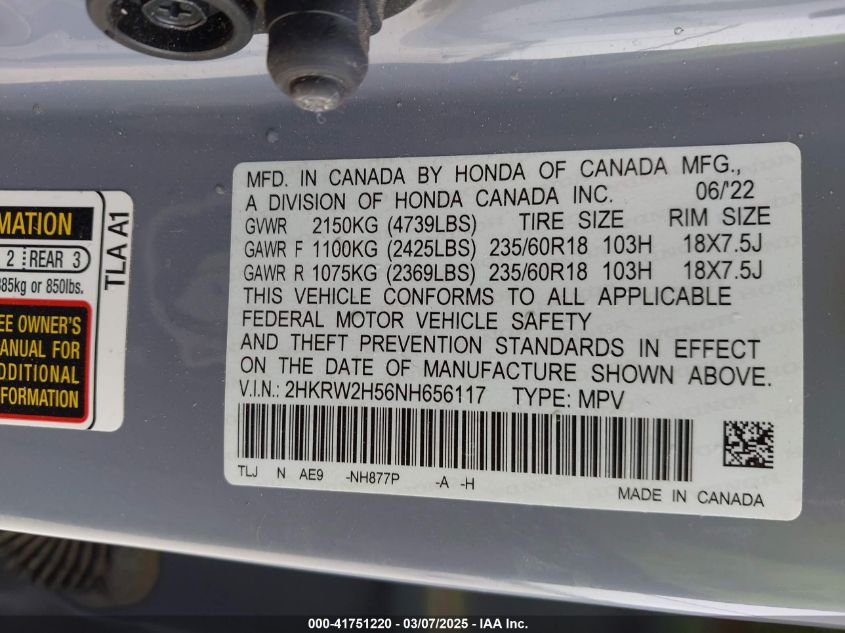 MATION
2 REAR 3
385kg or 850lbs.
EE OWNER'S
ANUAL FOR
DDITIONAL
FORMATION
TLA A1
MFD. IN CANADA BY HONDA OF CANADA MFG.,
A DIVISION OF HONDA CANADA INC. 06/'22
GVWR 2150KG (4739LBS) TIRE SIZE RIM SIZE
GAWR F 1100KG (2425LBS) 235/60R18 103H 18X7.5J
GAWR R 1075KG (2369LBS) 235/60R18 103H 18X7.5J
THIS VEHICLE CONFORMS TO ALL APPLICABLE
FEDERAL MOTOR VEHICLE SAFETY
AND THEFT PREVENTION STANDARDS IN EFFECT
ON THE DATE OF MANUFACTURE SHOWN ABOVE.
V.I.N.: 2HKRW2H56NH656117 TYPE: MPV
TLJ N AE9 -NH877P -A -H
MADE IN CANADA
000-41751220 — 03/07/2025 — IAA Inc.